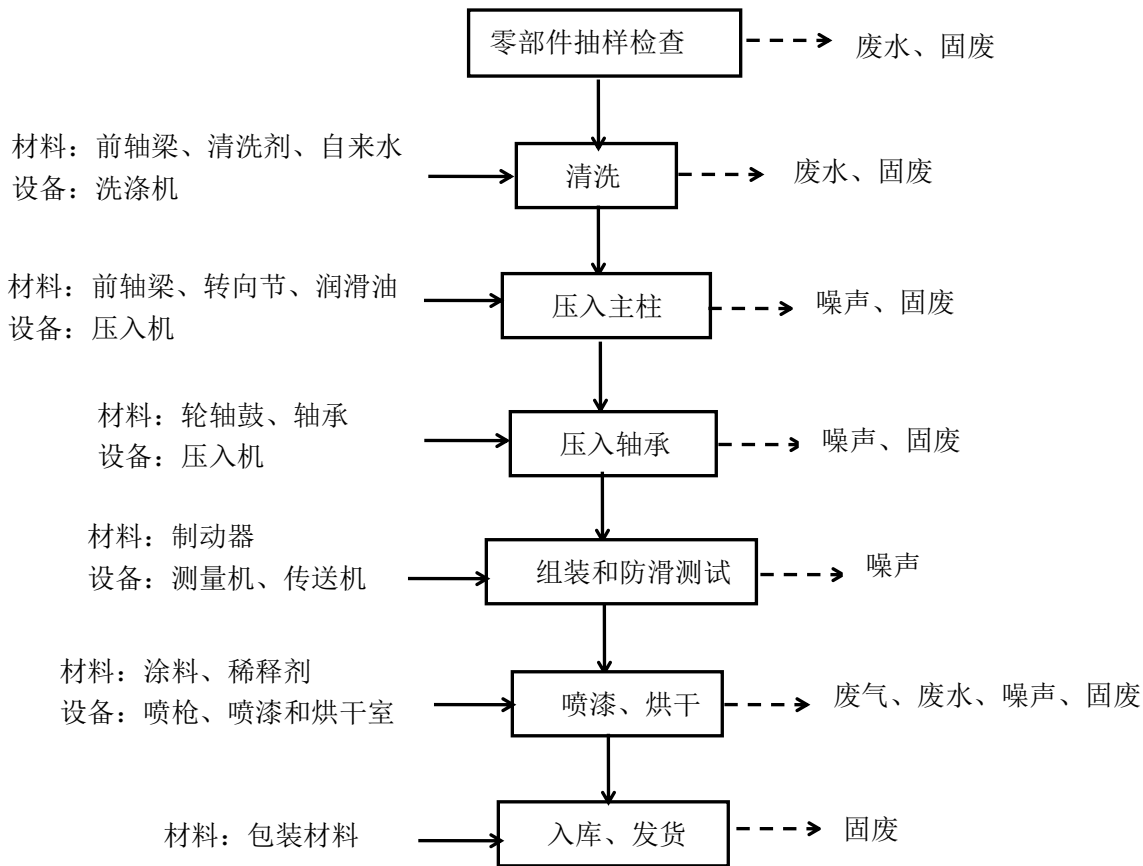 零部件抽样检查
废水、固废
材料：前轴梁、清洗剂、自来水
设备：洗涤机
清洗
废水、固废
材料：前轴梁、转向节、润滑油
设备：压入机
压入主柱
噪声、固废
材料：轮轴鼓、轴承
设备：压入机
压入轴承
噪声、固废
材料：制动器
设备：测量机、传送机
组装和防滑测试
噪声
材料：涂料、稀释剂
设备：喷枪、喷漆和烘干室
喷漆、烘干
废气、废水、噪声、固废
材料：包装材料
入库、发货
固废